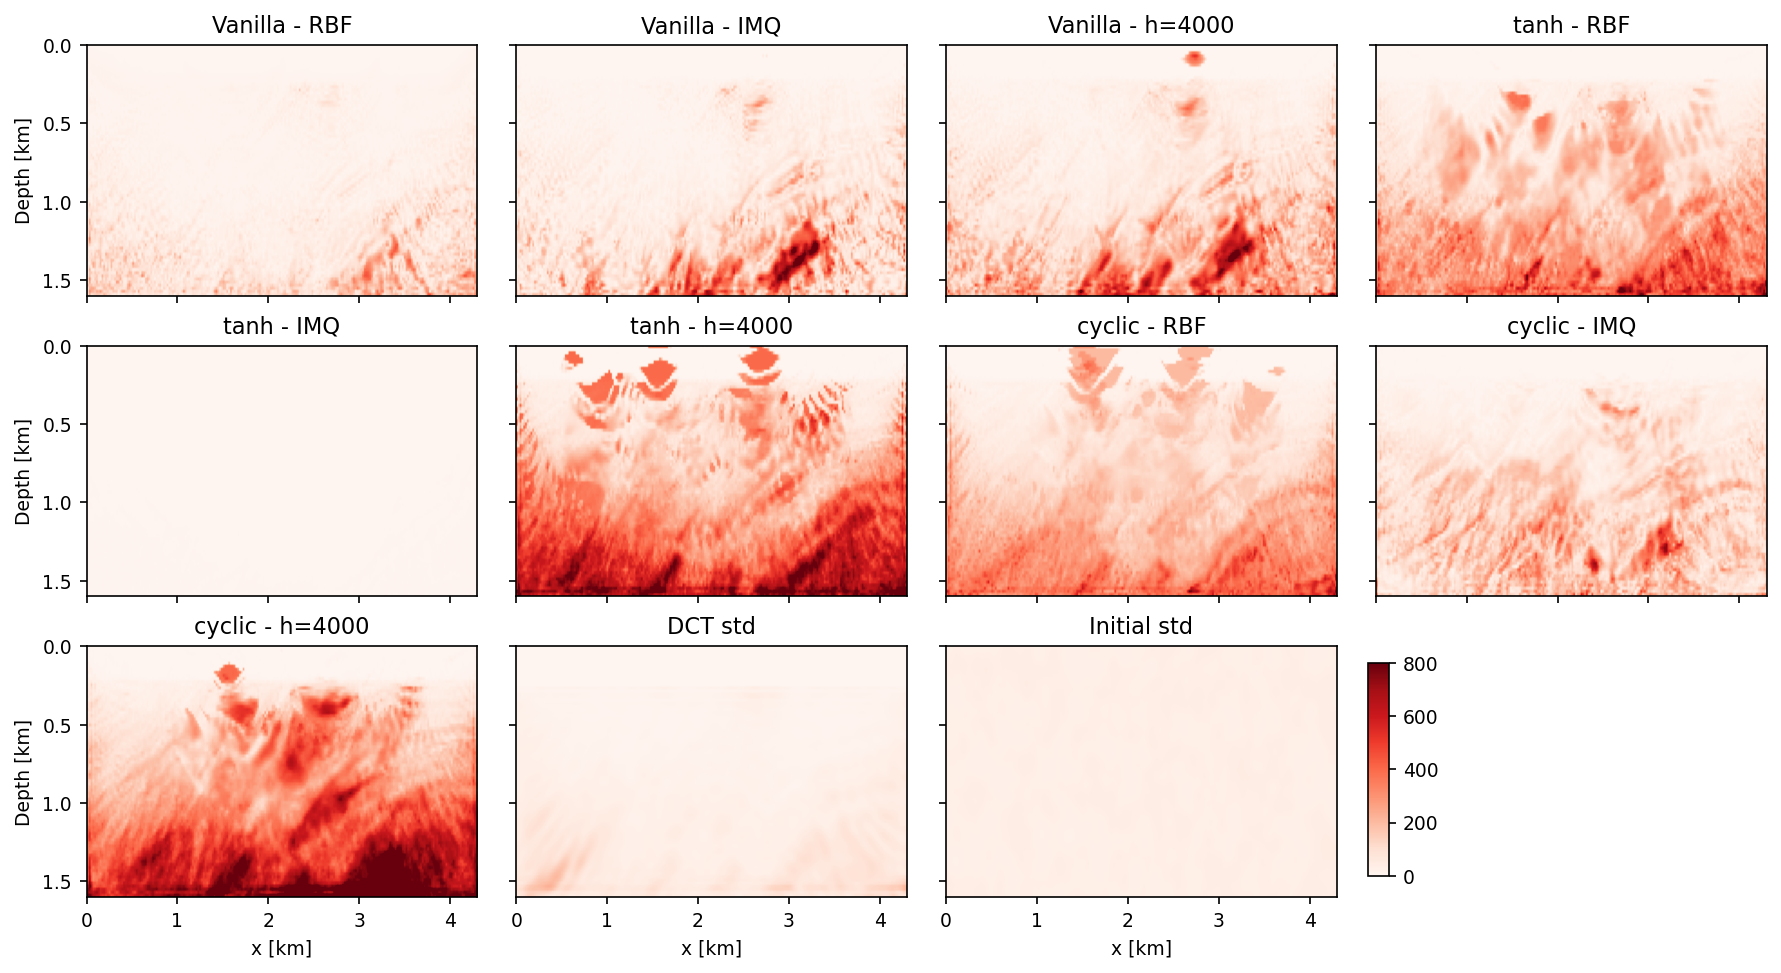 Vanilla - RBF
Vanilla - IMQ
Vanilla - h=4000
tanh - RBF
0.0
0.5
1.0
1.5
Depth [km]
tanh - IMQ
tanh - h=4000
cyclic - RBF
cyclic - IMQ
0.0
0.5
1.0
1.5
Depth [km]
cyclic - h=4000
DCT std
Initial std
0.0
0.5
1.0
1.5
Depth [km]
0 1 2 3 4
x [km]
0 1 2 3 4
x [km]
0 1 2 3 4
x [km]
800
600
400
200
0